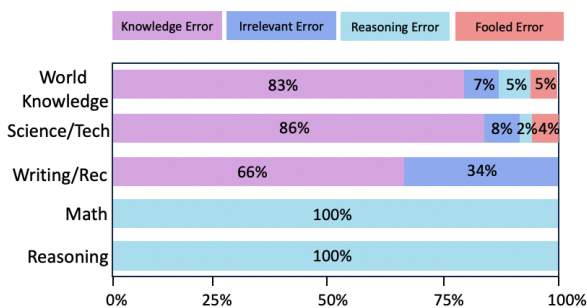 Knowledge Error Irrelevant Error Reasoning Error Fooled Error
World
Knowledge
83% 7% 5% 5%
Science/Tech 86% 8% 2% 4%
Writing/Rec 66% 34%
Math 100%
Reasoning 100%
0% 25% 50% 75% 100%